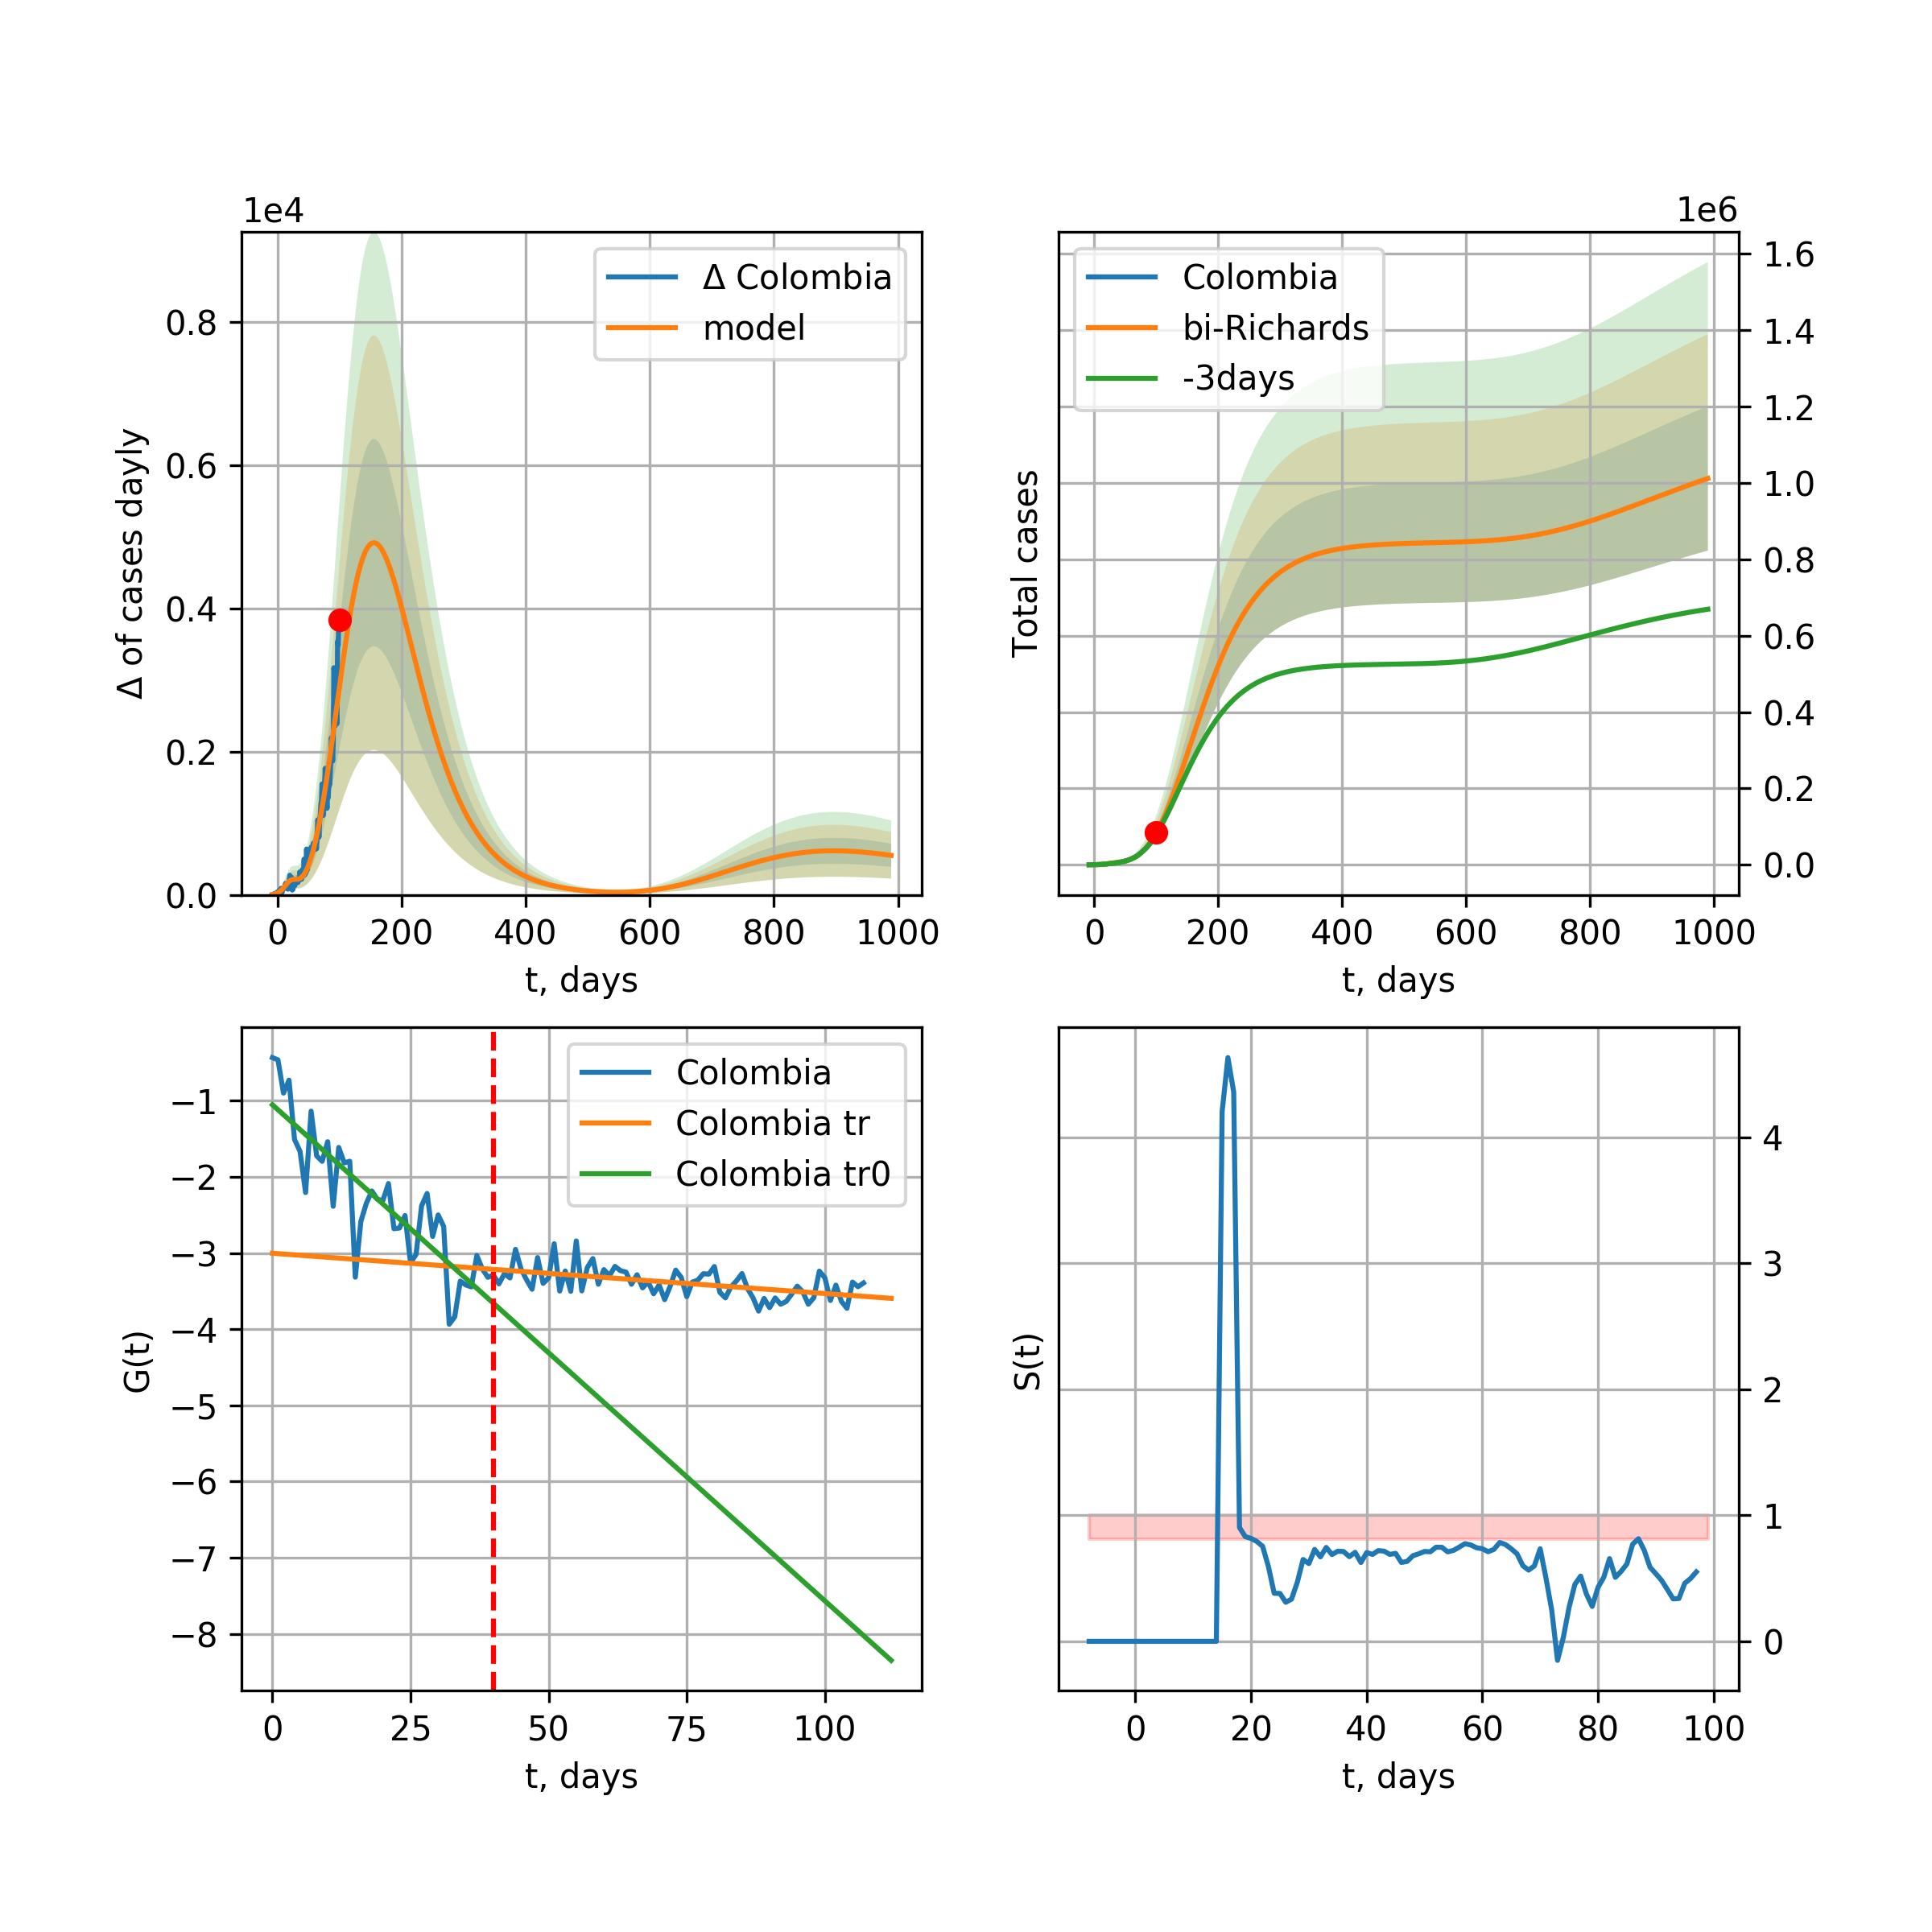 1e4
Δ Colombia
model
Δ of cases dayly
0.8
0.6
0.4
0.2
0.0
0 200 400 600 800 1000
t, days
1e6
Colombia
bi-Richards
-3days
Total cases
1.6
1.4
1.2
1.0
0.8
0.6
0.4
0.2
0.0
0 200 400 600 800 1000
t, days
Colombia
Colombia tr
Colombia tr0
G(t)
−1
−2
−3
−4
−5
−6
−7
−8
0 25 50 75 100
t, days
S(t)
4
3
2
1
0
0 20 40 60 80 100
t, days